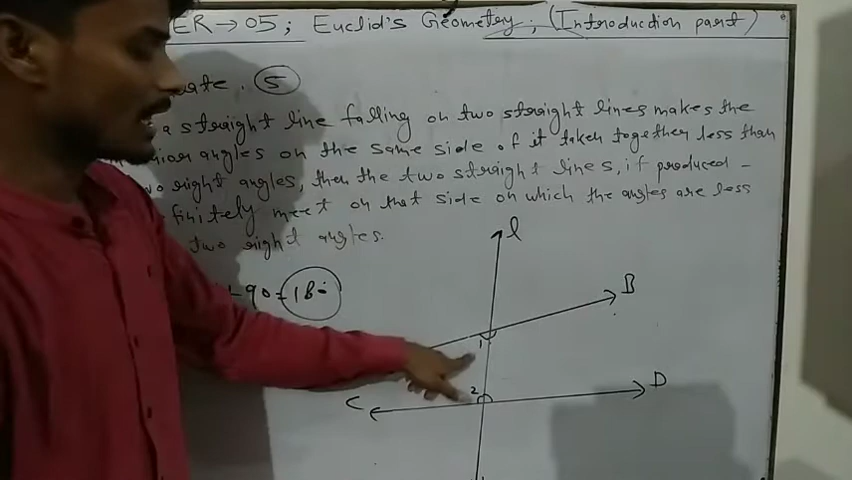 ER → 05 ; Euclid's Geometry ; (Introduction part)
ate . 5
a straight line falling on two straight lines makes the
angles on the same side of it taken together less than
wo right angles, then the two straight lines, if produced -
finitely meet on that side on which the angles are less
two right angles.
+90=180°
l
B
1
2
C
D